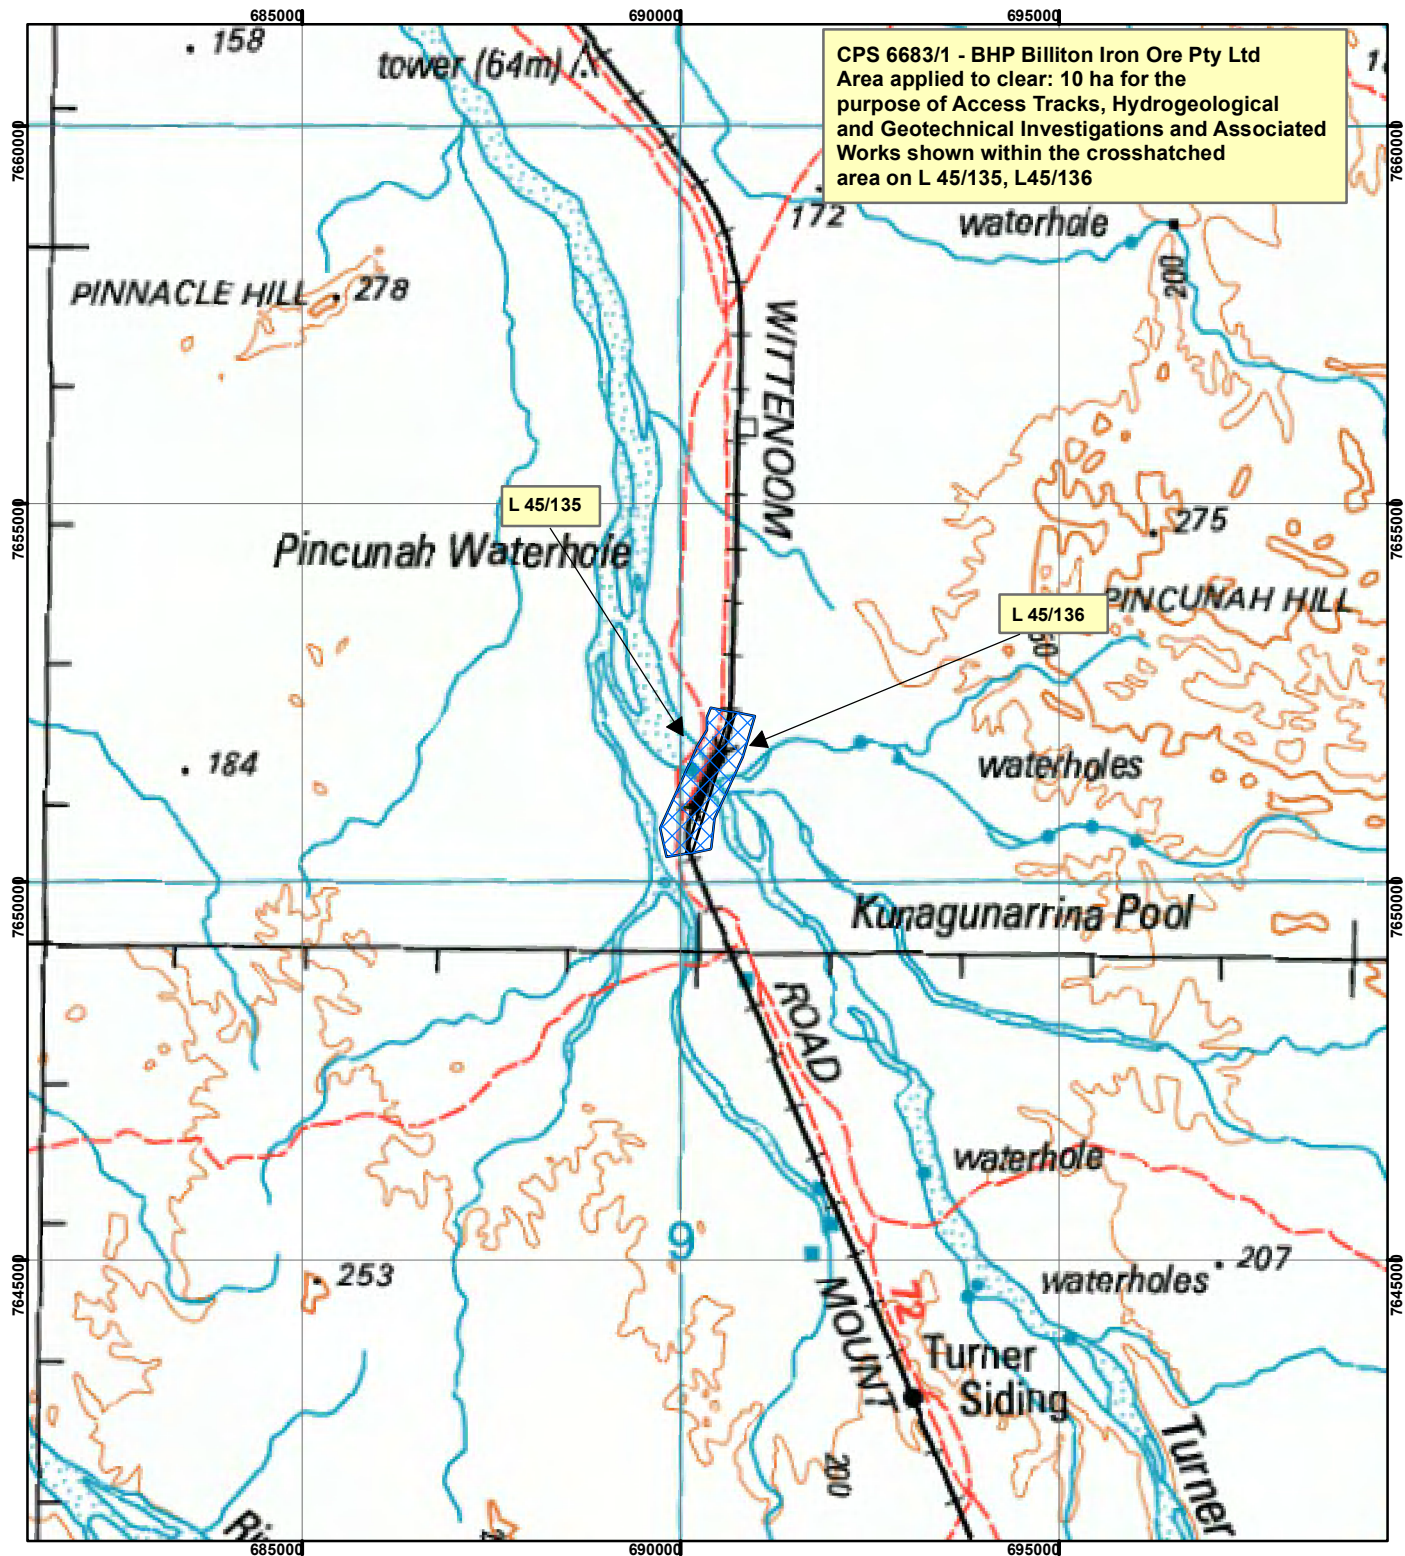 685000
690000
695000
158
tower (64m)
CPS 6683/1 - BHP Billiton Iron Ore Pty Ltd
Area applied to clear: 10 ha for the
purpose of Access Tracks, Hydrogeological
and Geotechnical Investigations and Associated
Works shown within the crosshatched
area on L 45/135, L45/136
7660000
7660000
172
waterhole
200
PINNACLE HILL
278
WITTENOOM
L 45/135
7655000
7655000
275
Pincunah Waterhole
PINCUNAH HILL
L 45/136
184
waterholes
7650000
7650000
Kunagunarrina Pool
ROAD
waterhole
9
207
253
waterholes
7645000
7645000
72
MOUNT
Turner
Siding
200
Turner
685000
690000
695000